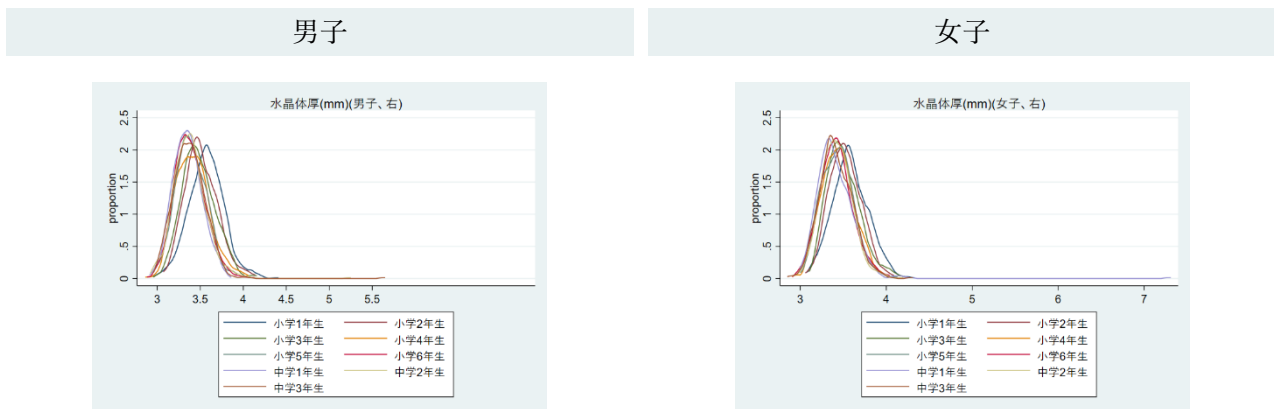 男子
女子
水晶体厚(mm)(男子、右)
proportion
2.5
2
1.5
1
.5
0
3 3.5 4 4.5 5 5.5
小学1年生 小学2年生
小学3年生 小学4年生
小学5年生 小学6年生
中学1年生 中学2年生
中学3年生
水晶体厚(mm)(女子、右)
proportion
2.5
2
1.5
1
.5
0
3 4 5 6 7
小学1年生 小学2年生
小学3年生 小学4年生
小学5年生 小学6年生
中学1年生 中学2年生
中学3年生